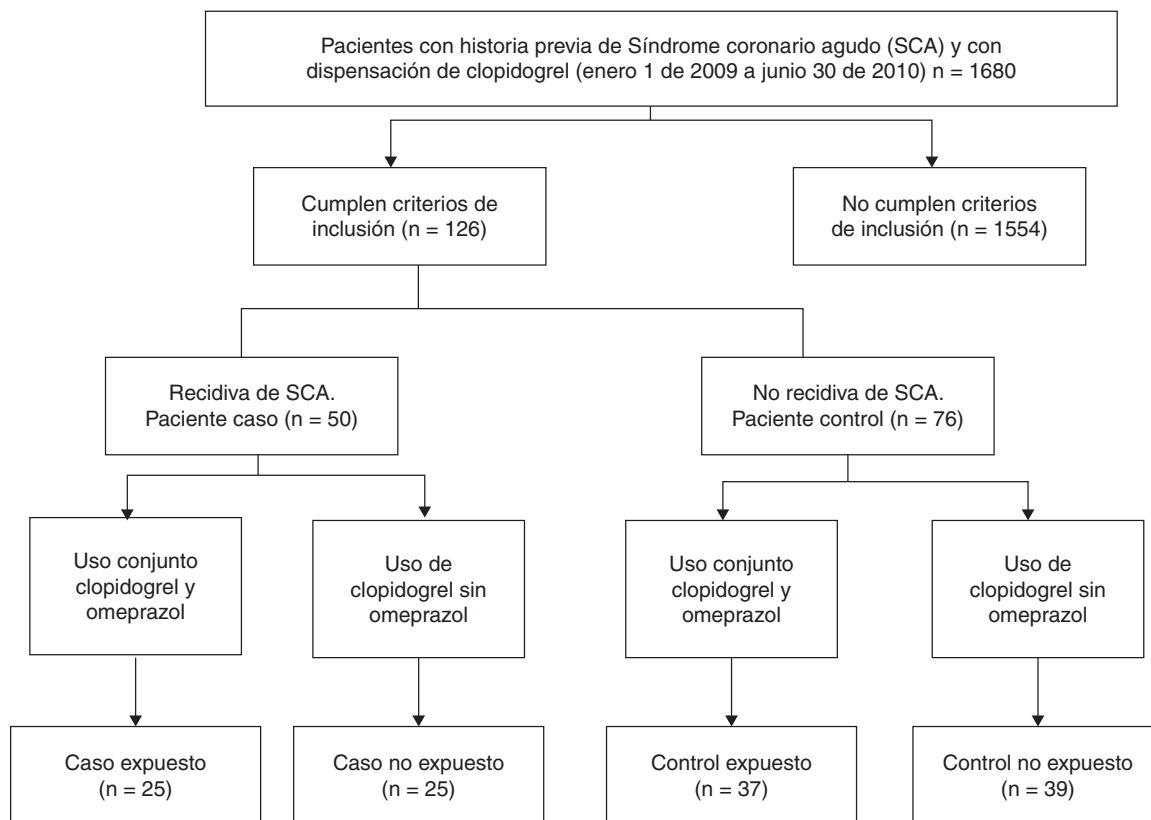 Pacientes con historia previa de Síndrome coronario agudo (SCA) y con
dispensación de clopidogrel (enero 1 de 2009 a junio 30 de 2010) n = 1680
Cumplen criterios de
inclusión (n = 126)
No cumplen criterios
de inclusión (n = 1554)
Recidiva de SCA.
Paciente caso (n = 50)
No recidiva de SCA.
Paciente control (n = 76)
Uso conjunto
clopidogrel y
omeprazol
Uso de
clopidogrel sin
omeprazol
Uso conjunto
clopidogrel y
omeprazol
Uso de
clopidogrel sin
omeprazol
Caso expuesto
(n = 25)
Caso no expuesto
(n = 25)
Control expuesto
(n = 37)
Control no expuesto
(n = 39)